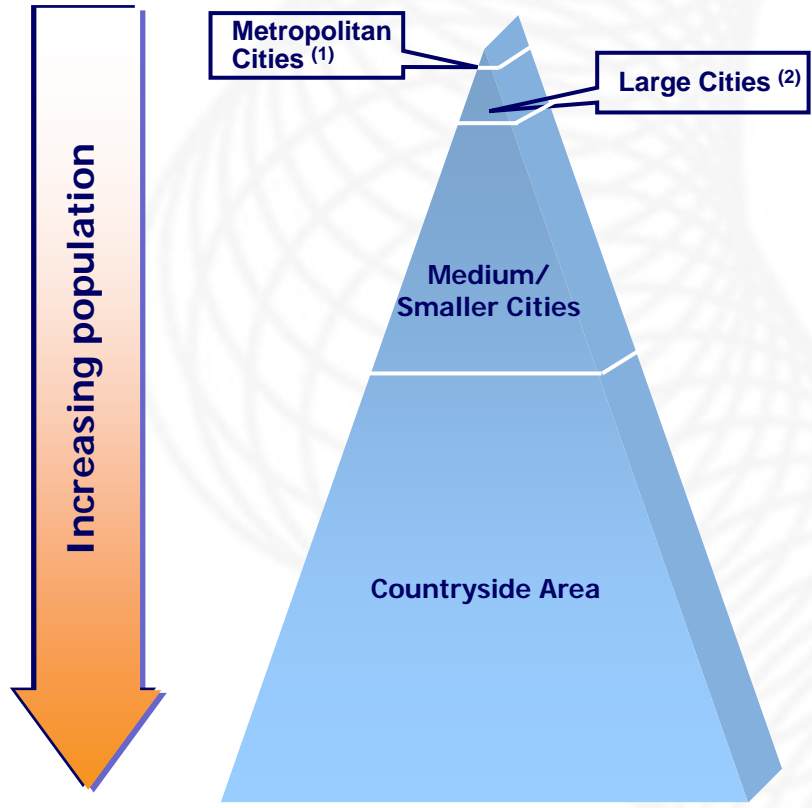 Metropolitan
Cities (1)
Large Cities (2)
Increasing population
Medium/
Smaller Cities
Countryside Area